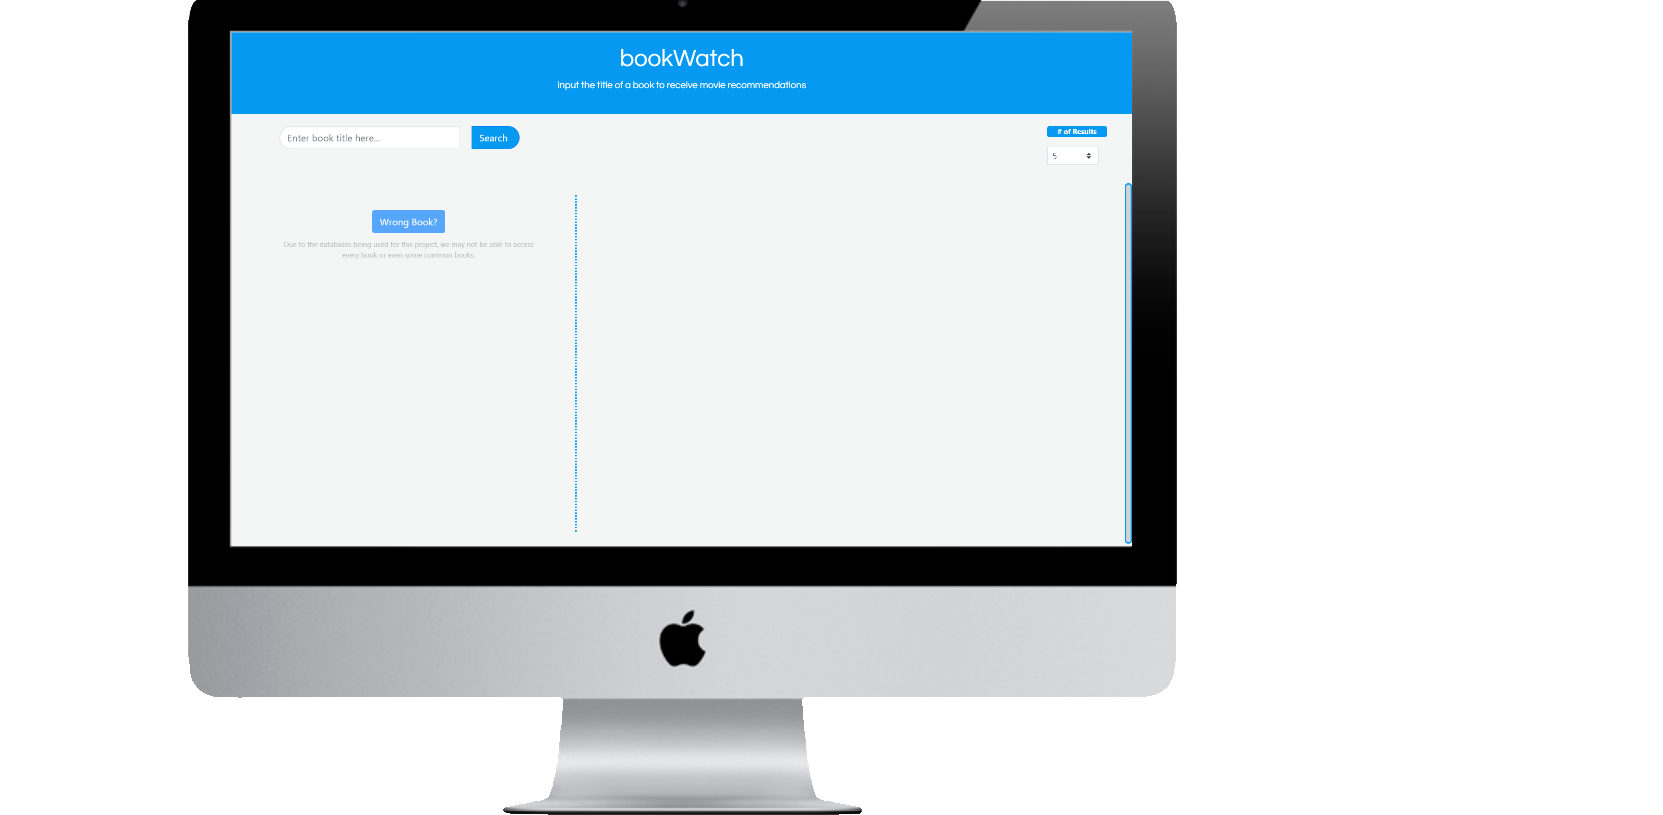 bookWatch
Input the title of a book to receive movie recommendations
Enter book title here...
Search
# of Results
5
Wrong Book?
Due to the databases being used for this project, we may not be able to access
every book or even some common books.